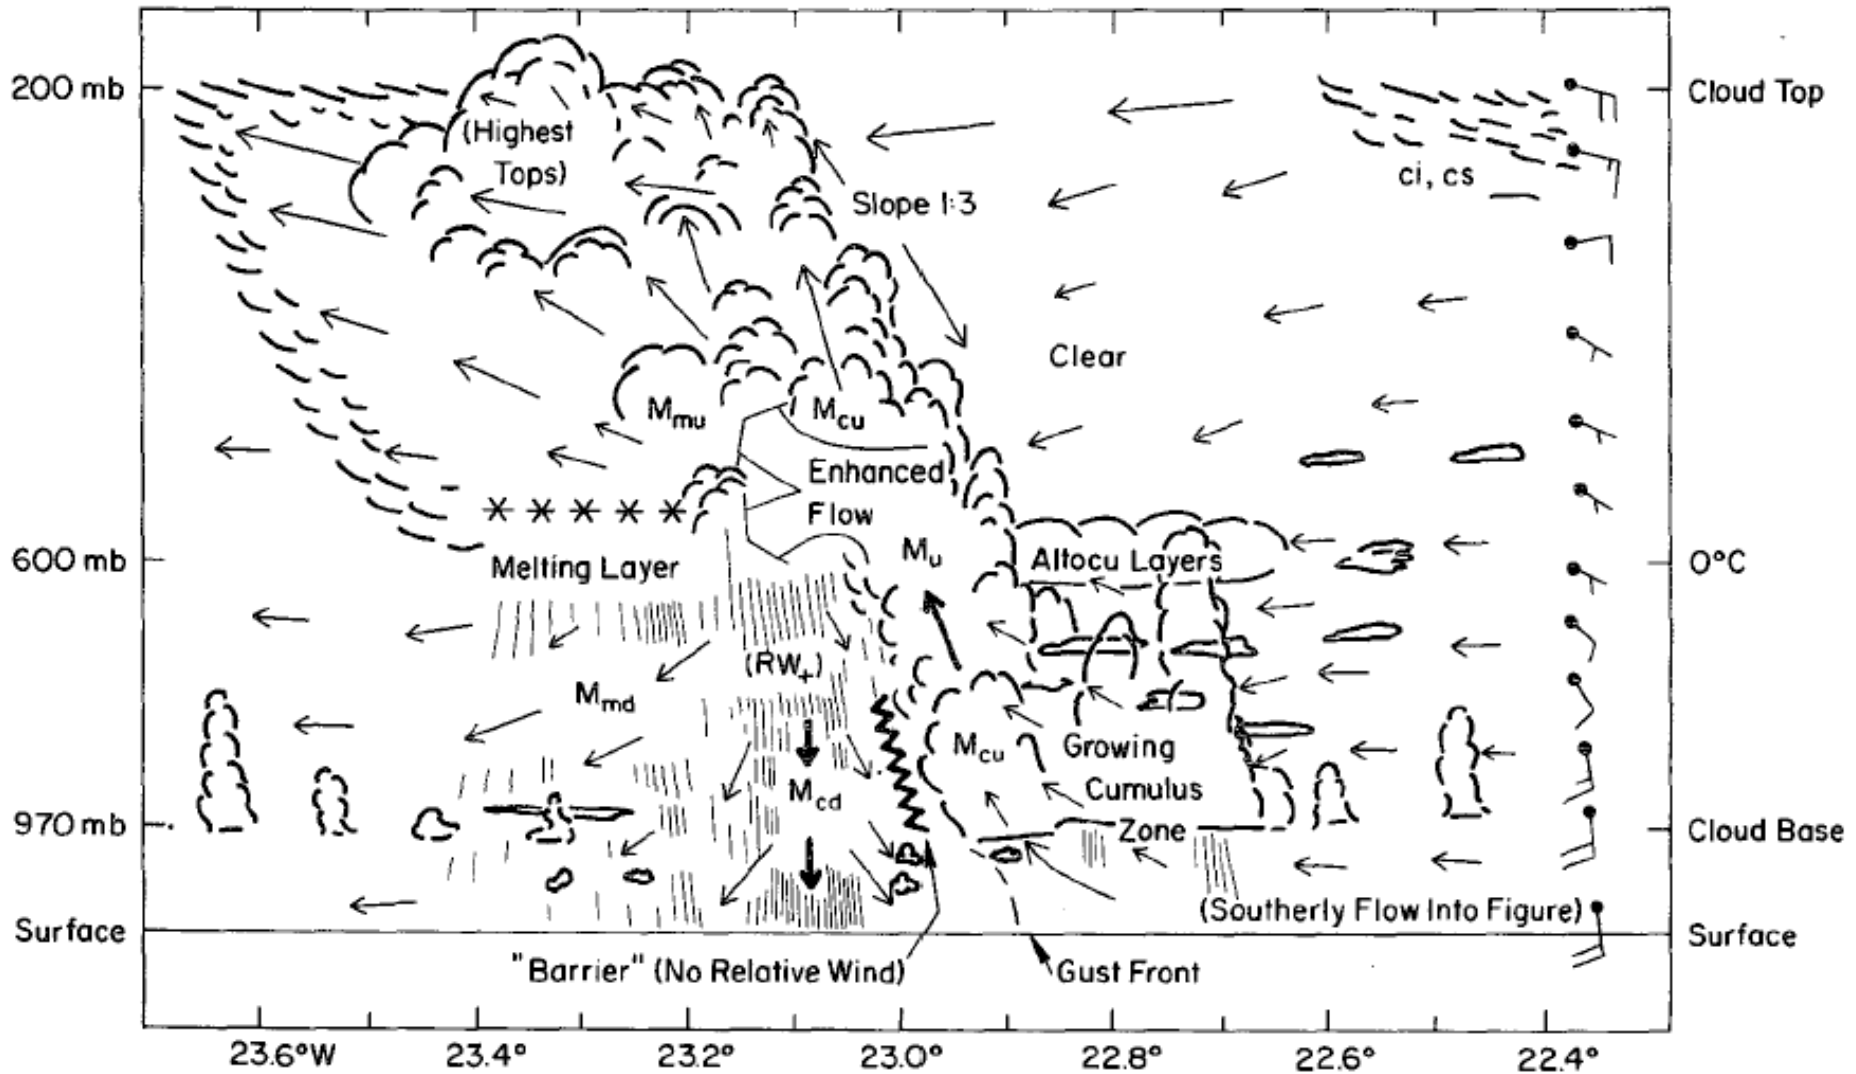 200 mb
Cloud Top
(Highest
Tops)
ci, cs
Slope 1:3
Clear
Mmu
Mcu
Enhanced
Flow
600 mb
Melting Layer
Mu
Altocu Layers
0°C
(RW+)
Mmd
Mcu
Growing
Cumulus
Zone
Mcd
970 mb
Cloud Base
(Southerly Flow Into Figure)
Surface
Surface
"Barrier" (No Relative Wind)
Gust Front
23.6°W
23.4°
23.2°
23.0°
22.8°
22.6°
22.4°